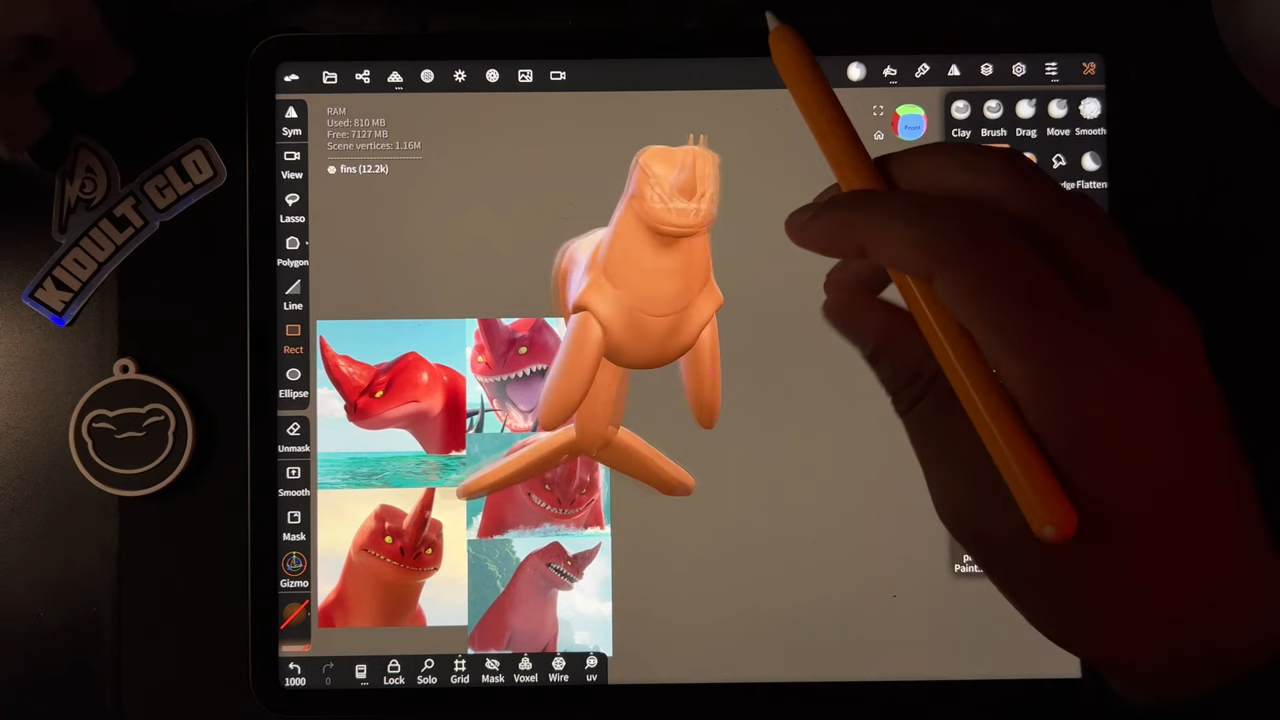 KIDULT CLO
RAM
Used: 810 MB
Free: 7127 MB
Scene vertices: 1.16M
fins (12.2k)
Sym
View
Lasso
Polygon
Line
Rect
Ellipse
Unmask
Smooth
Mask
Gizmo
Front
Clay
Brush
Drag
Move
Smooth
Flatten
Paint..
1000
0
Lock
Solo
Grid
Mask
Voxel
Wire
uv